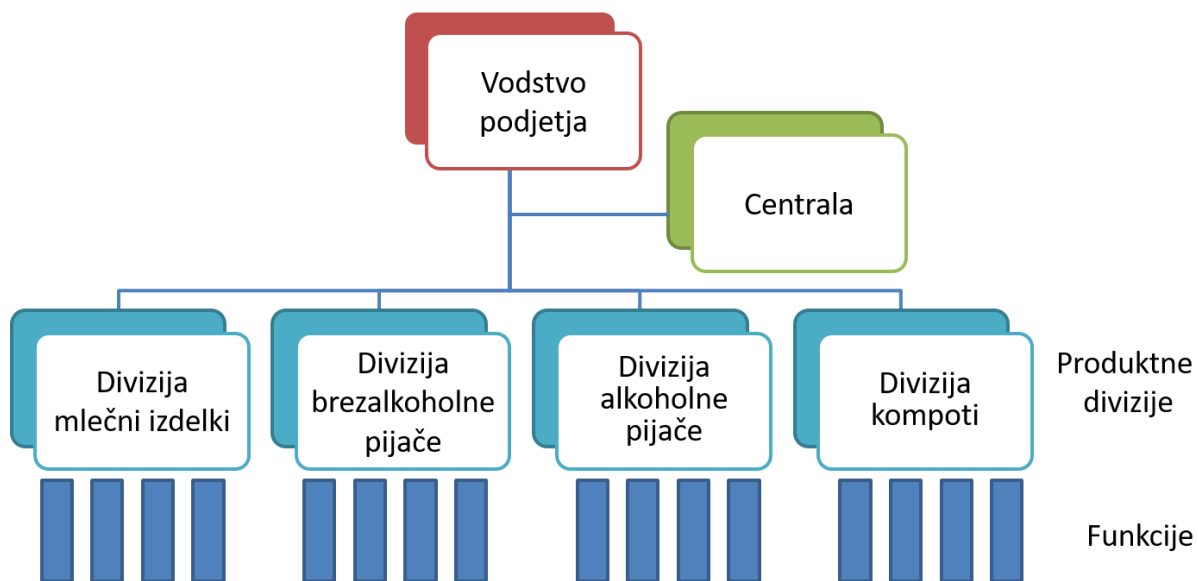 Vodstvo
podjetja
Centrala
Divizija
mlečni izdelki
Divizija
brezalkoholne
pijače
Divizija
alkoholne
pijače
Divizija
kompoti
Produktne
divizije
Funkcije